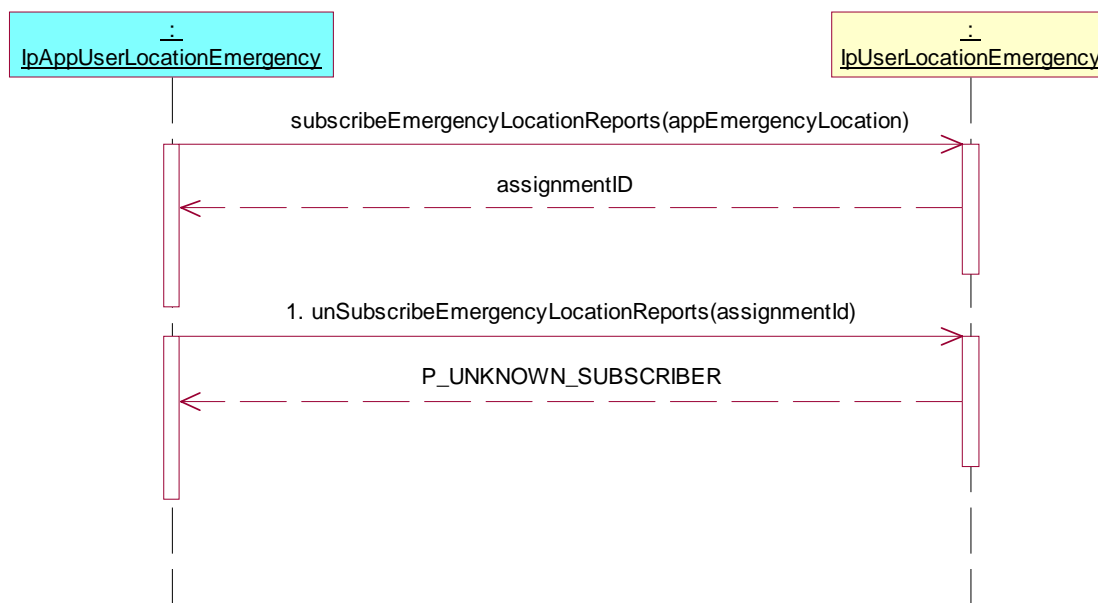 :
IpAppUserLocationEmergency
:
IpUserLocationEmergency
subscribeEmergencyLocationReports(appEmergencyLocation)
assignmentID
1. unSubscribeEmergencyLocationReports(assignmentId)
P_UNKNOWN_SUBSCRIBER